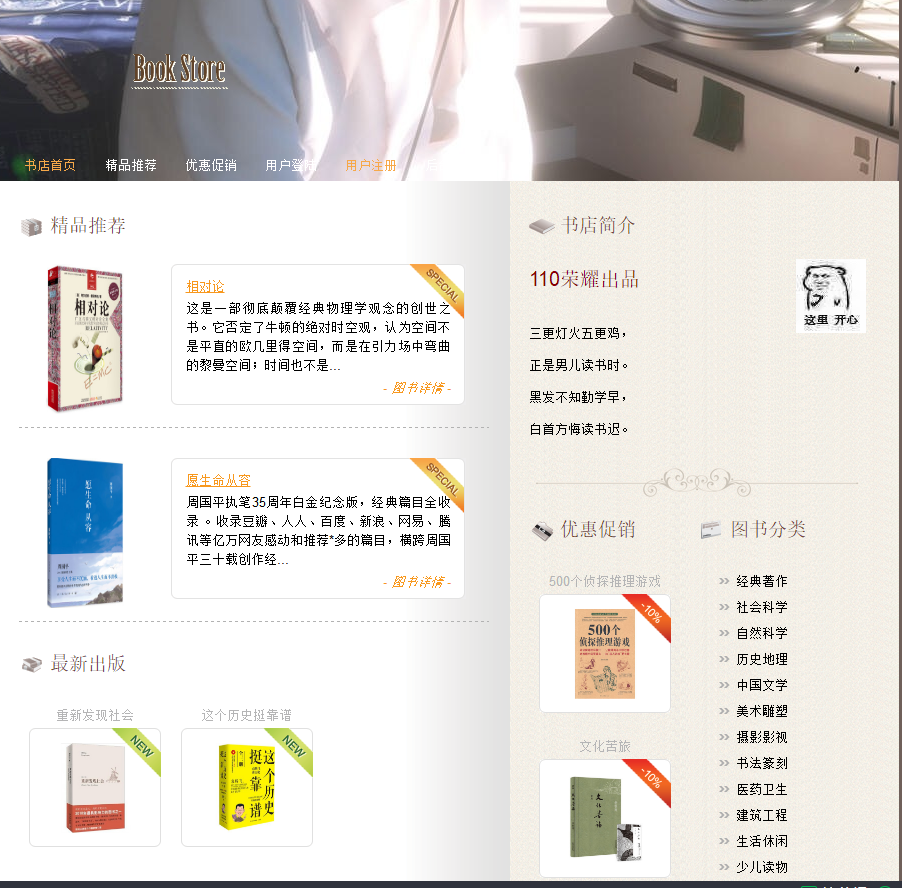 Book Store
书店首页 精品推荐 优惠促销 用户登陆 用户注册
精品推荐
相对论
SPECIAL
相对论
这是一部彻底颠覆经典物理学观念的创世之
书。它否定了牛顿的绝对时空观，认为空间不
是平直的欧几里得空间，而是在引力场中弯曲
的黎曼空间；时间也不是...
- 图书详情 -
愿生命从容
SPECIAL
愿生命从容
周国平执笔35周年白金纪念版，经典篇目全收
录 。收录豆瓣、人人、百度、新浪、网易、腾
讯等亿万网友感动和推荐*多的篇目，横跨周国
平三十载创作经...
- 图书详情 -
最新出版
重新发现社会
NEW
这个历史挺靠谱
NEW
这个历史
挺靠谱
书店简介
110荣耀出品
三更灯火五更鸡，
正是男儿读书时。
黑发不知勤学早，
白首方悔读书迟。
这里 开心
优惠促销
500个侦探推理游戏
-10%
500个
侦探推理游戏
文化苦旅
-10%
图书分类
经典著作
社会科学
自然科学
历史地理
中国文学
美术雕塑
摄影影视
书法篆刻
医药卫生
建筑工程
生活休闲
少儿读物